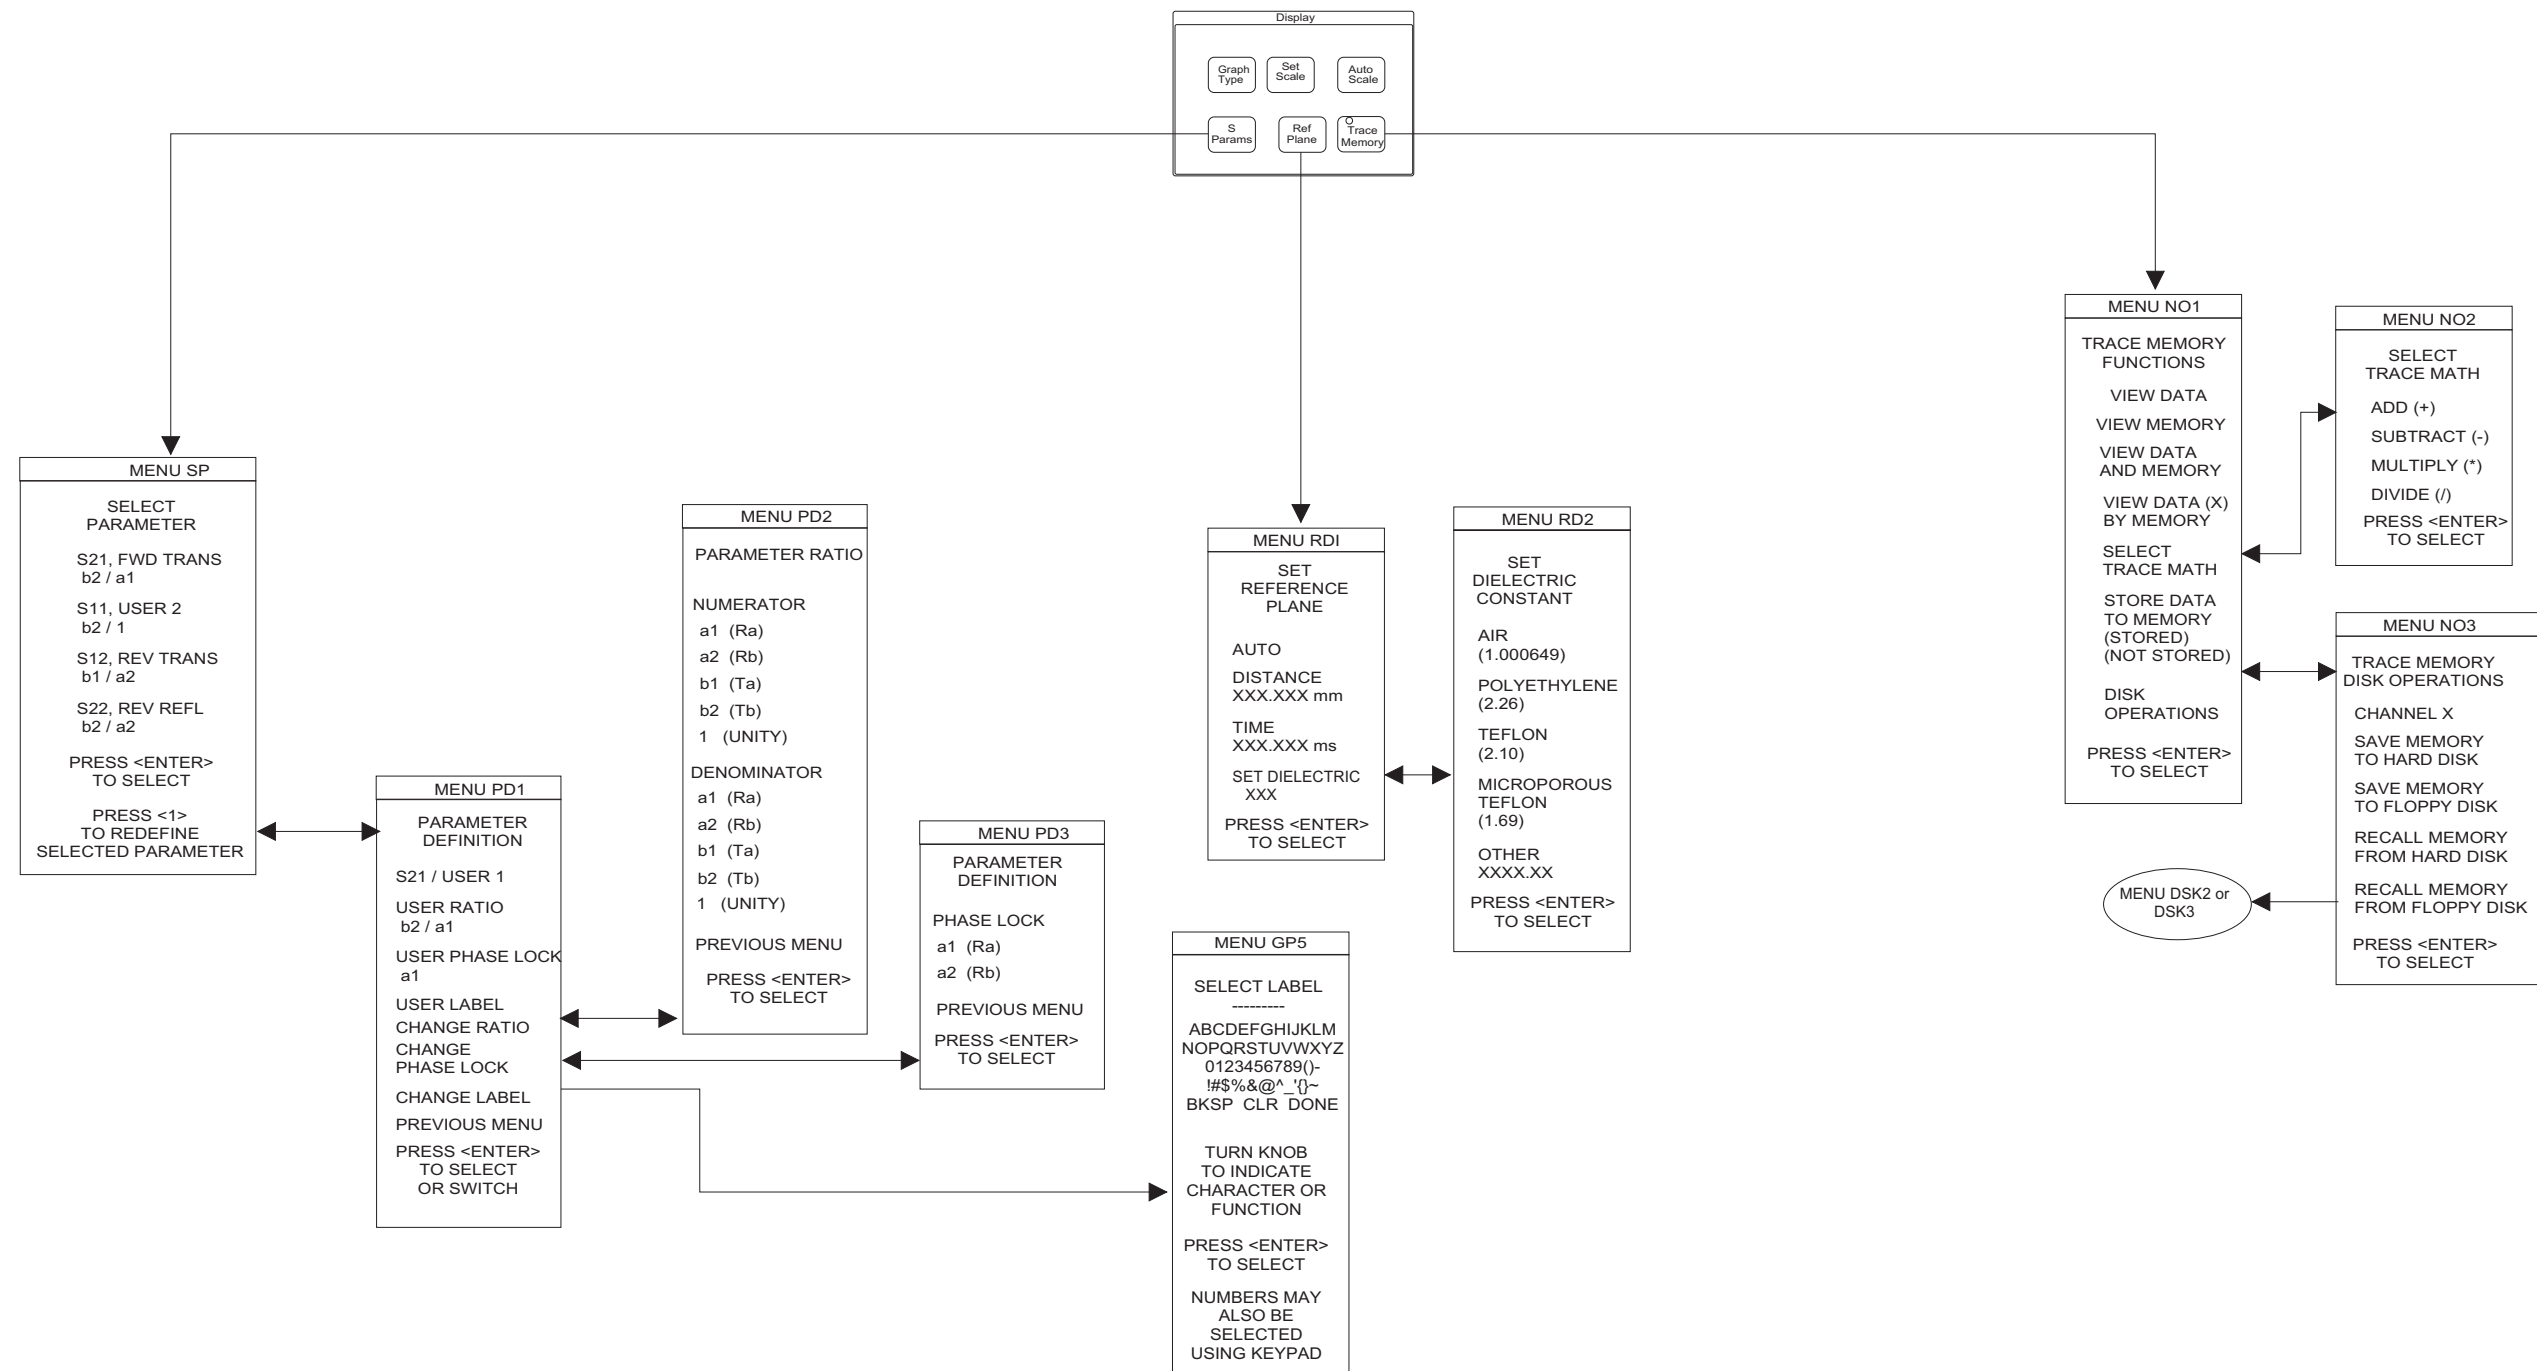 Display
Graph
Type
Set
Scale
Auto
Scale
S
Params
Ref
Plane
Trace
Memory
MENU SP
SELECT
PARAMETER
S21, FWD TRANS
b2 / a1
S11, USER 2
b2 / 1
S12, REV TRANS
b1 / a2
S22, REV REFL
b2 / a2
PRESS <ENTER>
TO SELECT
PRESS <1>
TO REDEFINE
SELECTED PARAMETER
MENU PD1
PARAMETER
DEFINITION
S21 / USER 1
USER RATIO
b2 / a1
USER PHASE LOCK
a1
USER LABEL
CHANGE RATIO
CHANGE
PHASE LOCK
CHANGE LABEL
PREVIOUS MENU
PRESS <ENTER>
TO SELECT
OR SWITCH
MENU PD2
PARAMETER RATIO
NUMERATOR
a1 (Ra)
a2 (Rb)
b1 (Ta)
b2 (Tb)
1 (UNITY)
DENOMINATOR
a1 (Ra)
a2 (Rb)
b1 (Ta)
b2 (Tb)
1 (UNITY)
PREVIOUS MENU
PRESS <ENTER>
TO SELECT
MENU PD3
PARAMETER
DEFINITION
PHASE LOCK
a1 (Ra)
a2 (Rb)
PREVIOUS MENU
PRESS <ENTER>
TO SELECT
MENU GP5
SELECT LABEL
---------
ABCDEFGHIJKLM
NOPQRSTUVWXYZ
0123456789()-
!#$%&@^_'{}~
BKSP CLR DONE
TURN KNOB
TO INDICATE
CHARACTER OR
FUNCTION
PRESS <ENTER>
TO SELECT
NUMBERS MAY
ALSO BE
SELECTED
USING KEYPAD
MENU RDI
SET
REFERENCE
PLANE
AUTO
DISTANCE
XXX.XXX mm
TIME
XXX.XXX ms
SET DIELECTRIC
XXX
PRESS <ENTER>
TO SELECT
MENU RD2
SET
DIELECTRIC
CONSTANT
AIR
(1.000649)
POLYETHYLENE
(2.26)
TEFLON
(2.10)
MICROPOROUS
TEFLON
(1.69)
OTHER
XXXX.XX
PRESS <ENTER>
TO SELECT
MENU NO1
TRACE MEMORY
FUNCTIONS
VIEW DATA
VIEW MEMORY
VIEW DATA
AND MEMORY
VIEW DATA (X)
BY MEMORY
SELECT
TRACE MATH
STORE DATA
TO MEMORY
(STORED)
(NOT STORED)
DISK
OPERATIONS
PRESS <ENTER>
TO SELECT
MENU NO2
SELECT
TRACE MATH
ADD (+)
SUBTRACT (-)
MULTIPLY (*)
DIVIDE (/)
PRESS <ENTER>
TO SELECT
MENU NO3
TRACE MEMORY
DISK OPERATIONS
CHANNEL X
SAVE MEMORY
TO HARD DISK
SAVE MEMORY
TO FLOPPY DISK
RECALL MEMORY
FROM HARD DISK
RECALL MEMORY
FROM FLOPPY DISK
PRESS <ENTER>
TO SELECT
MENU DSK2 or
DSK3